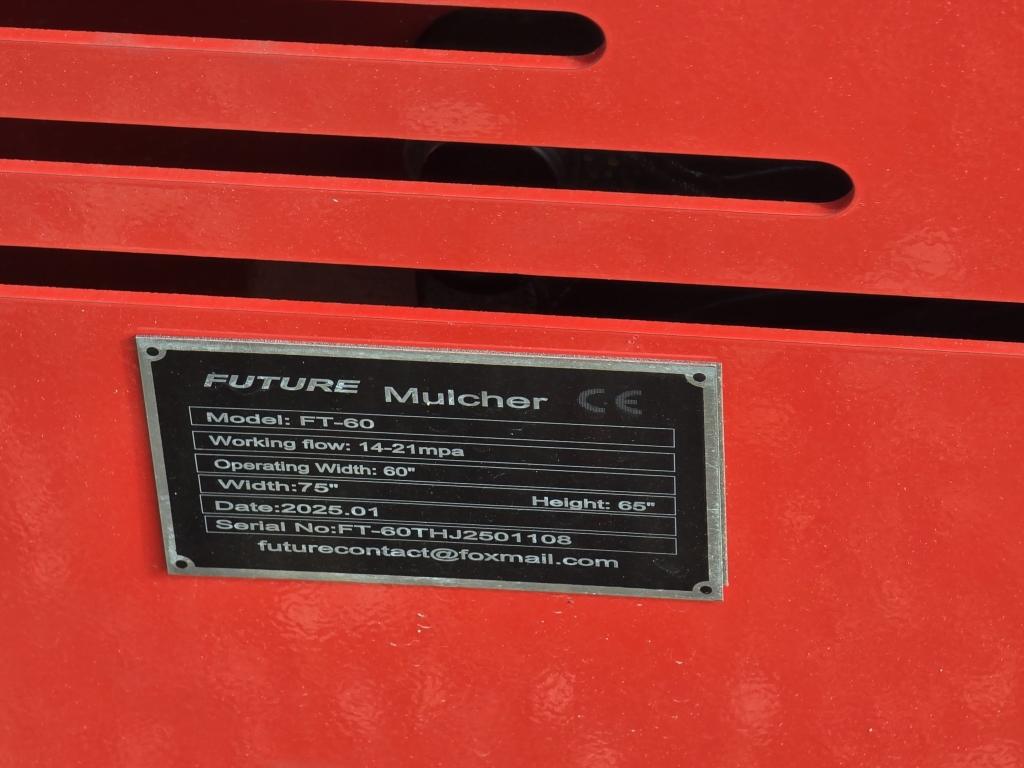 FUTURE Mulcher CE
Model: FT-60
Working flow: 14-21mpa
Operating Width: 60"
Width:75" Height: 65"
Date:2025.01
Serial No:FT-60THJ2501108
futurecontact@foxmail.com